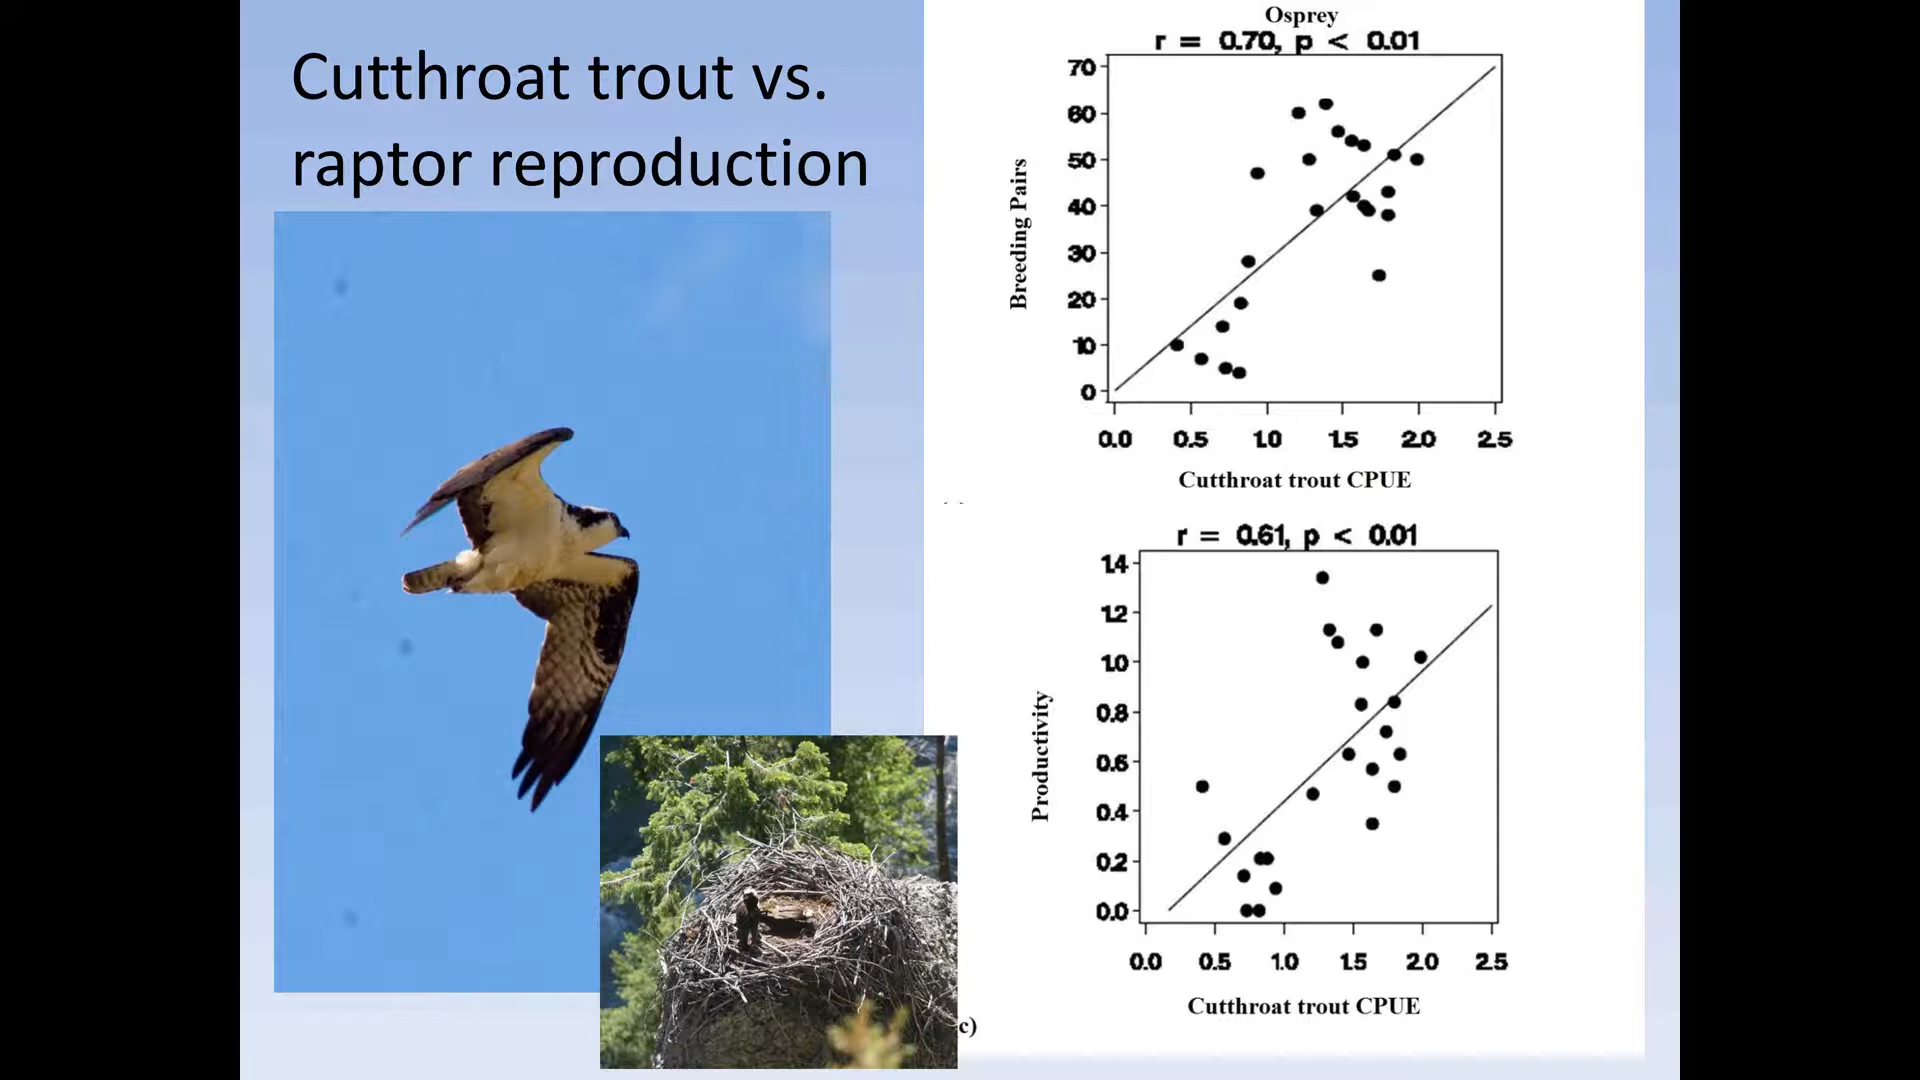 Cutthroat trout vs.
raptor reproduction
Osprey
r = 0.70, p < 0.01
70
60
50
40
30
20
10
0
Breeding Pairs
0.0 0.5 1.0 1.5 2.0 2.5
Cutthroat trout CPUE
r = 0.61, p < 0.01
1.4
1.2
1.0
0.8
0.6
0.4
0.2
0.0
Productivity
0.0 0.5 1.0 1.5 2.0 2.5
Cutthroat trout CPUE
c)